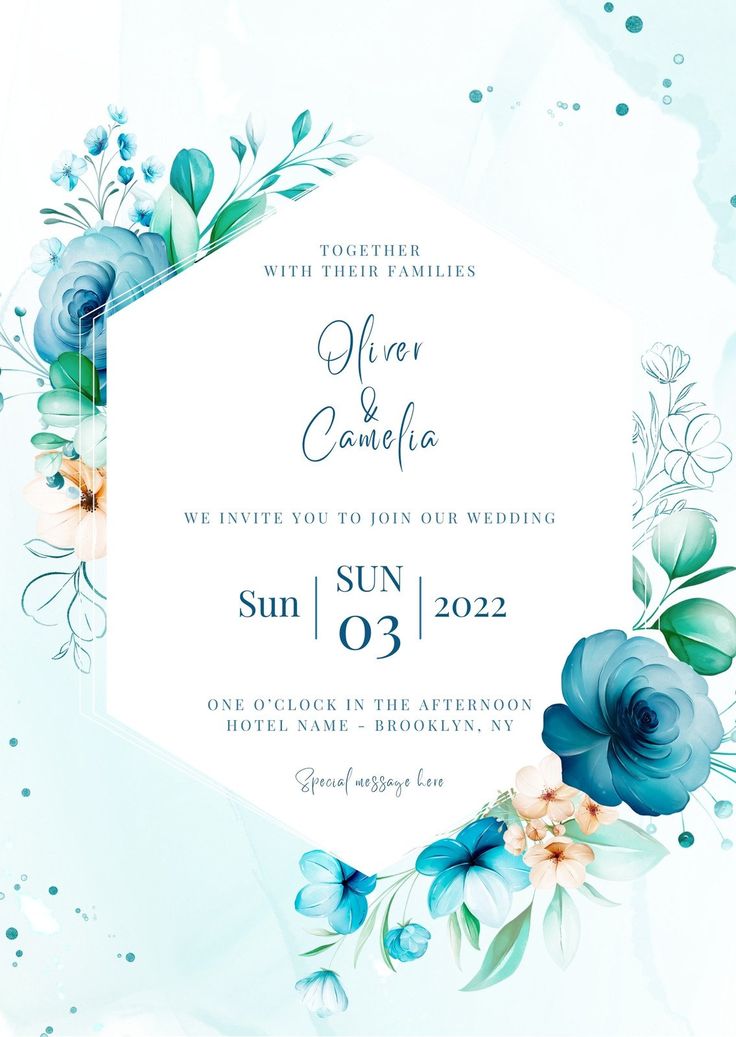 TOGETHER
WITH THEIR FAMILIES
Oliver
&
Camelia
WE INVITE YOU TO JOIN OUR WEDDING
Sun | SUN 03 | 2022
ONE O’CLOCK IN THE AFTERNOON
HOTEL NAME - BROOKLYN, NY
Special message here